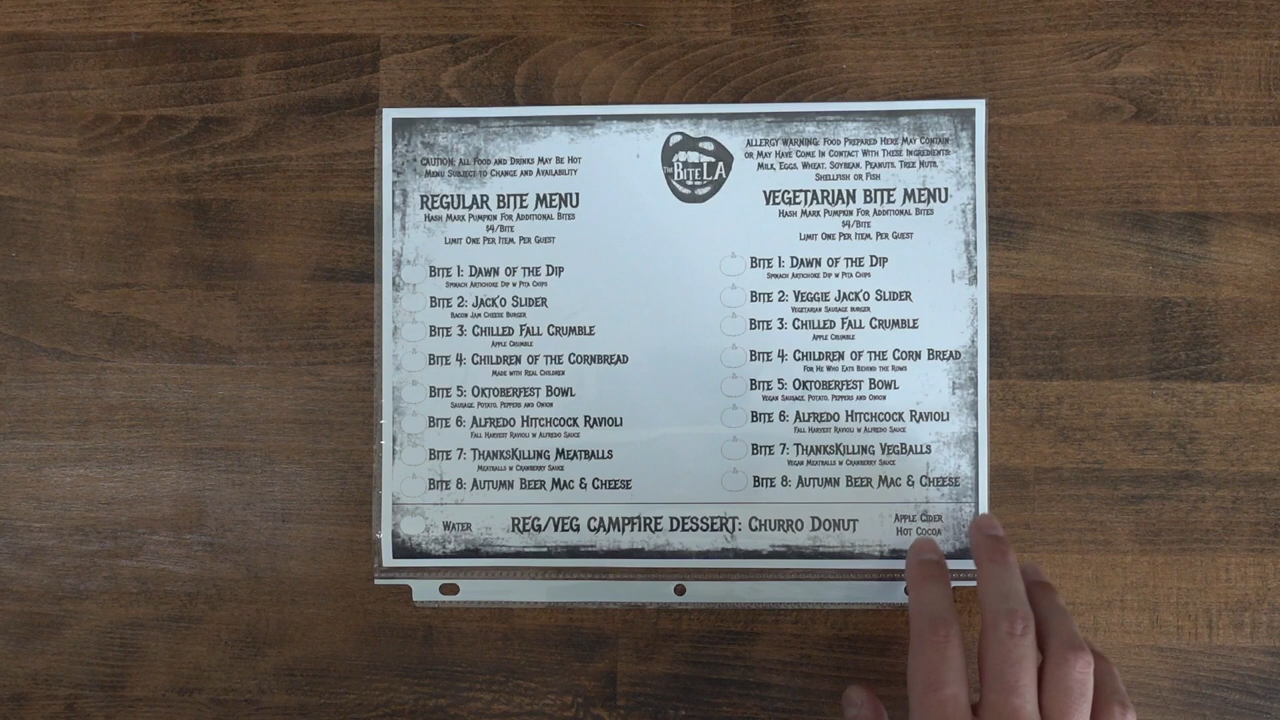 CAUTION: ALL FOOD AND DRINKS MAY BE HOT
MENU SUBJECT TO CHANGE AND AVAILABILITY
THE BITE LA
ALLERGY WARNING: FOOD PREPARED HERE MAY CONTAIN
OR MAY HAVE COME IN CONTACT WITH THESE INGREDIENTS:
MILK, EGGS, WHEAT, SOYBEAN, PEANUTS, TREE NUTS,
SHELLFISH OR FISH
REGULAR BITE MENU
HASH MARK PUMPKIN FOR ADDITIONAL BITES
$4/BITE
LIMIT ONE PER ITEM, PER GUEST
BITE 1: DAWN OF THE DIP
SPINACH ARTICHOKE DIP W PITA CHIPS
BITE 2: JACK'O SLIDER
BACON JAM CHEESE BURGER
BITE 3: CHILLED FALL CRUMBLE
APPLE CRUMBLE
BITE 4: CHILDREN OF THE CORNBREAD
MADE WITH REAL CHILDREN
BITE 5: OKTOBERFEST BOWL
SAUSAGE, POTATO, PEPPERS AND ONION
BITE 6: ALFREDO HITCHCOCK RAVIOLI
FALL HARVEST RAVIOLI W ALFREDO SAUCE
BITE 7: THANKSKILLING MEATBALLS
MEATBALLS W CRANBERRY SAUCE
BITE 8: AUTUMN BEER MAC & CHEESE
VEGETARIAN BITE MENU
HASH MARK PUMPKIN FOR ADDITIONAL BITES
$4/BITE
LIMIT ONE PER ITEM, PER GUEST
BITE 1: DAWN OF THE DIP
SPINACH ARTICHOKE DIP W PITA CHIPS
BITE 2: VEGGIE JACK'O SLIDER
VEGETARIAN SAUSAGE BURGER
BITE 3: CHILLED FALL CRUMBLE
APPLE CRUMBLE
BITE 4: CHILDREN OF THE CORN BREAD
FOR HE WHO EATS BEHIND THE ROWS
BITE 5: OKTOBERFEST BOWL
VEGAN SAUSAGE, POTATO, PEPPERS AND ONION
BITE 6: ALFREDO HITCHCOCK RAVIOLI
FALL HARVEST RAVIOLI W ALFREDO SAUCE
BITE 7: THANKSKILLING VEGBALLS
VEGAN MEATBALLS W CRANBERRY SAUCE
BITE 8: AUTUMN BEER MAC & CHEESE
WATER
REG/VEG CAMPFIRE DESSERT: CHURRO DONUT
APPLE CIDER
HOT COCOA